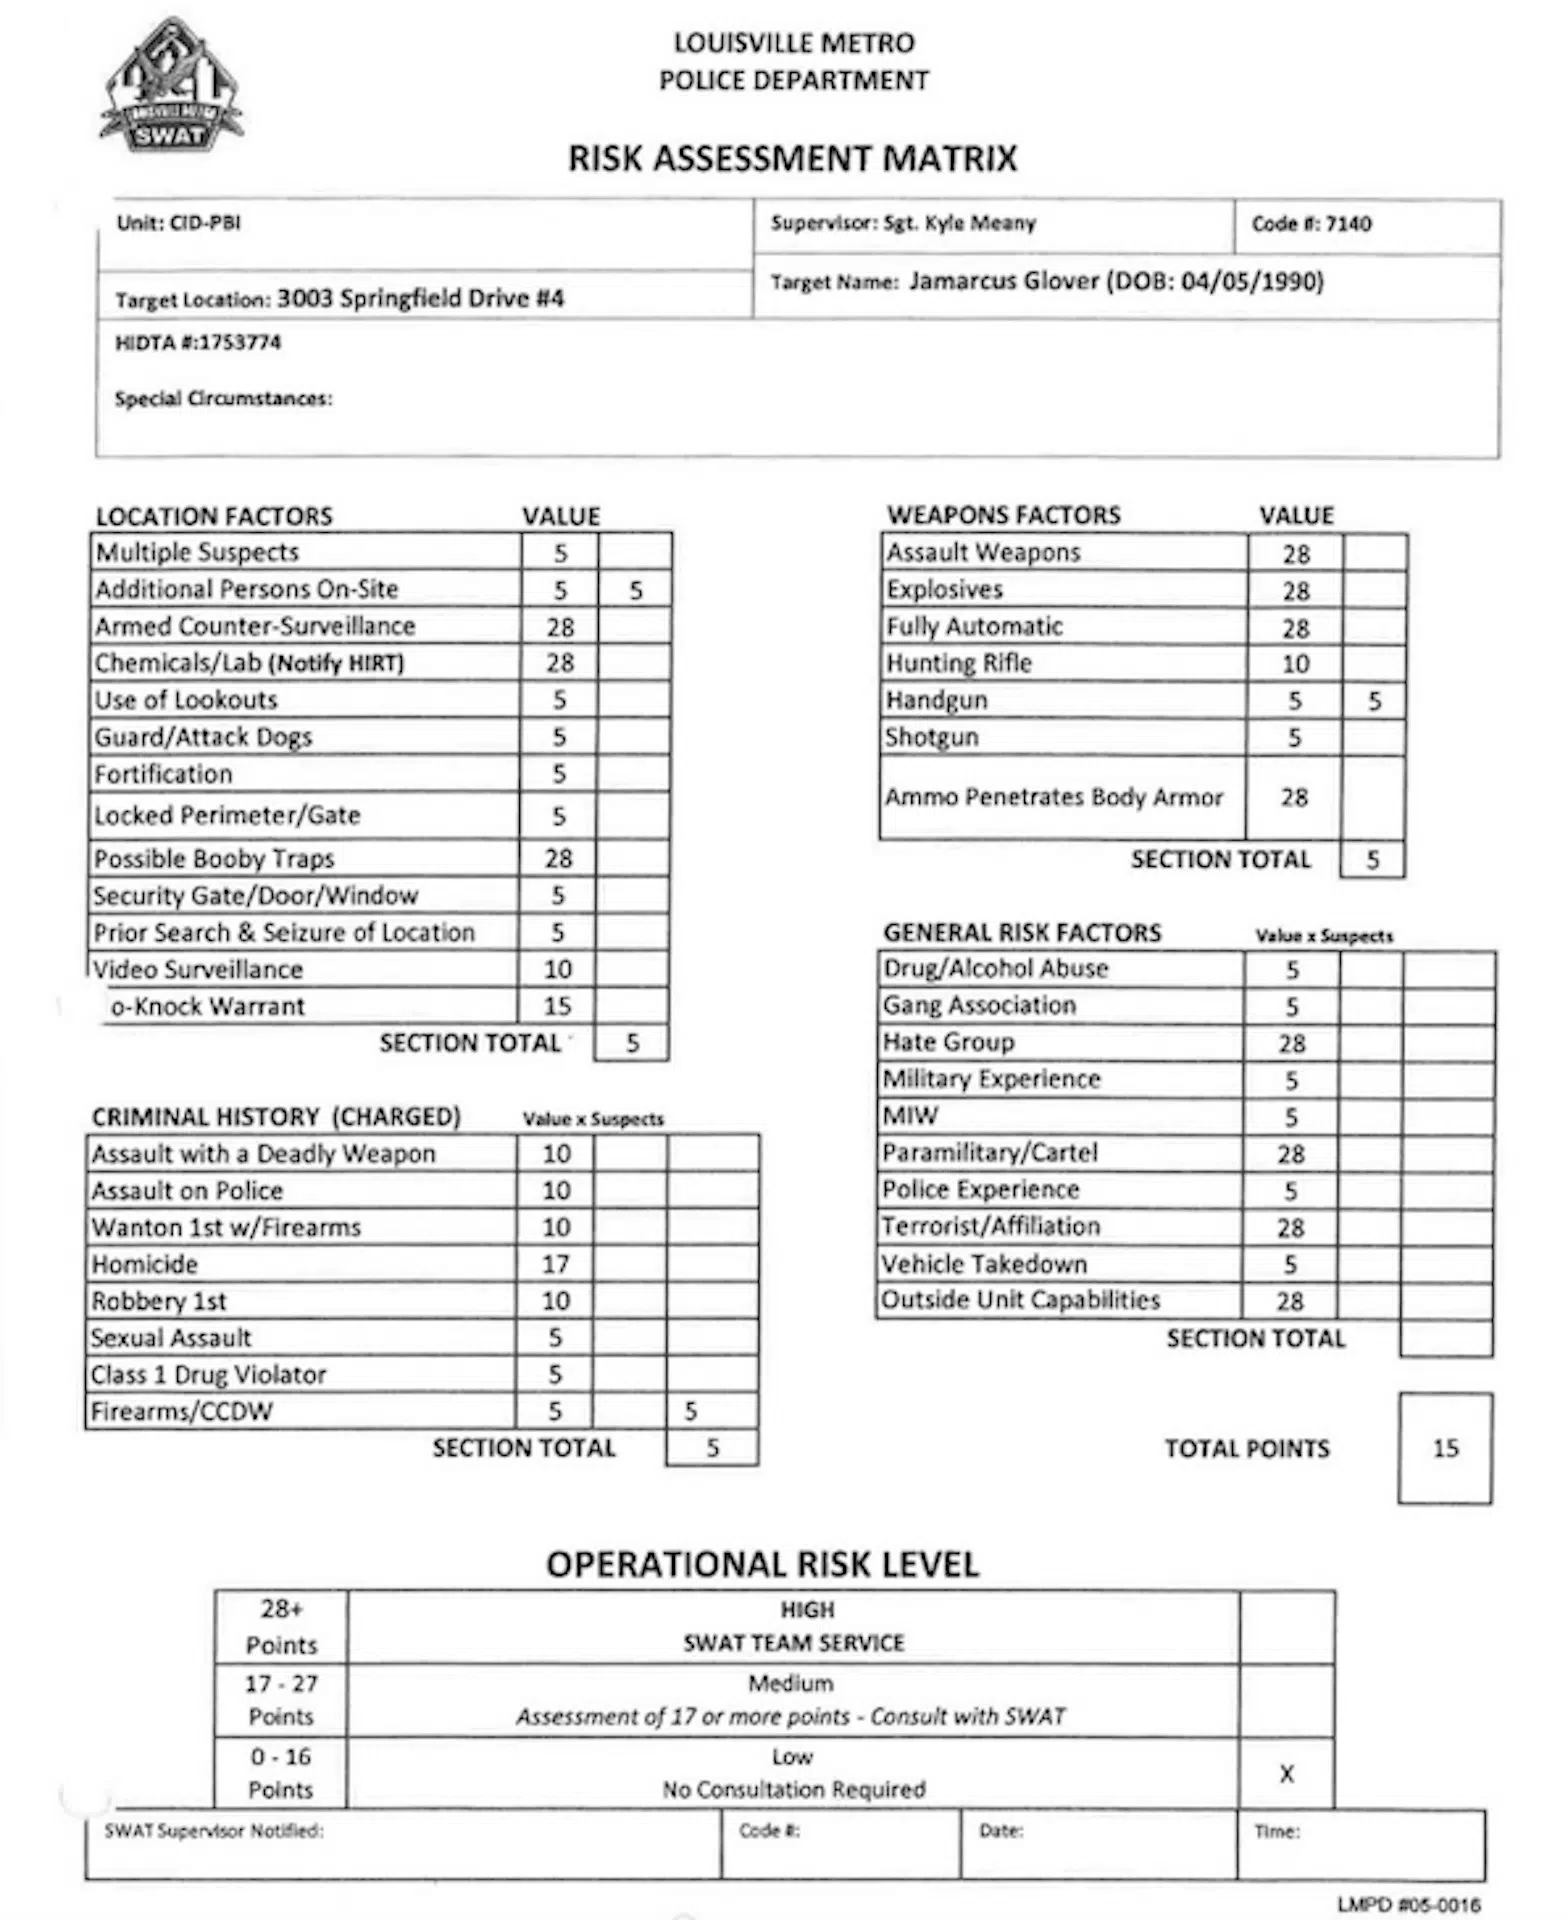 LOUISVILLE METRO
POLICE DEPARTMENT
SWAT
RISK ASSESSMENT MATRIX
Unit: CID-PBI
Supervisor: Sgt. Kyle Meany
Code #: 7140
Target Location: 3003 Springfield Drive #4
Target Name: Jamarcus Glover (DOB: 04/05/1990)
HIDTA #:1753774
Special Circumstances:
LOCATION FACTORS VALUE
Multiple Suspects 5
Additional Persons On-Site 5 5
Armed Counter-Surveillance 28
Chemicals/Lab (Notify HIRT) 28
Use of Lookouts 5
Guard/Attack Dogs 5
Fortification 5
Locked Perimeter/Gate 5
Possible Booby Traps 28
Security Gate/Door/Window 5
Prior Search & Seizure of Location 5
Video Surveillance 10
o-Knock Warrant 15
SECTION TOTAL 5
CRIMINAL HISTORY (CHARGED) Value x Suspects
Assault with a Deadly Weapon 10
Assault on Police 10
Wanton 1st w/Firearms 10
Homicide 17
Robbery 1st 10
Sexual Assault 5
Class 1 Drug Violator 5
Firearms/CCDW 5 5
SECTION TOTAL 5
WEAPONS FACTORS VALUE
Assault Weapons 28
Explosives 28
Fully Automatic 28
Hunting Rifle 10
Handgun 5 5
Shotgun 5
Ammo Penetrates Body Armor 28
SECTION TOTAL 5
GENERAL RISK FACTORS Value x Suspects
Drug/Alcohol Abuse 5
Gang Association 5
Hate Group 28
Military Experience 5
MIW 5
Paramilitary/Cartel 28
Police Experience 5
Terrorist/Affiliation 28
Vehicle Takedown 5
Outside Unit Capabilities 28
SECTION TOTAL
TOTAL POINTS 15
OPERATIONAL RISK LEVEL
28+ HIGH
Points SWAT TEAM SERVICE
17 - 27 Medium
Points Assessment of 17 or more points - Consult with SWAT
0 - 16 Low
Points No Consultation Required X
SWAT Supervisor Notified: Code #: Date: Time:
LMPD #05-0016